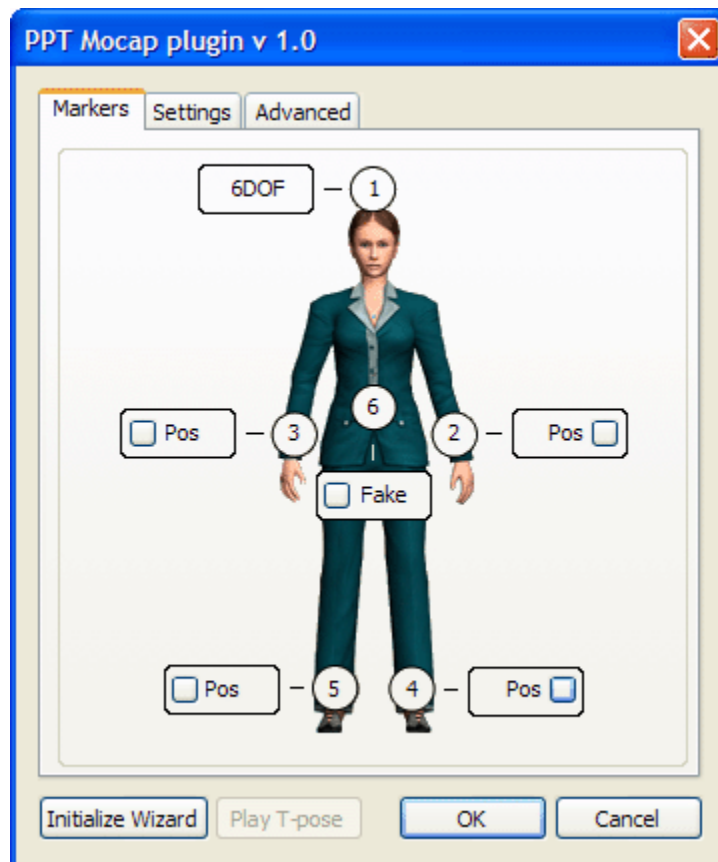 PPT Mocap plugin v 1.0
Markers Settings Advanced
6DOF 1
6
Pos 3 2 Pos
Fake
Pos 5 4 Pos
Initialize Wizard Play T-pose OK Cancel